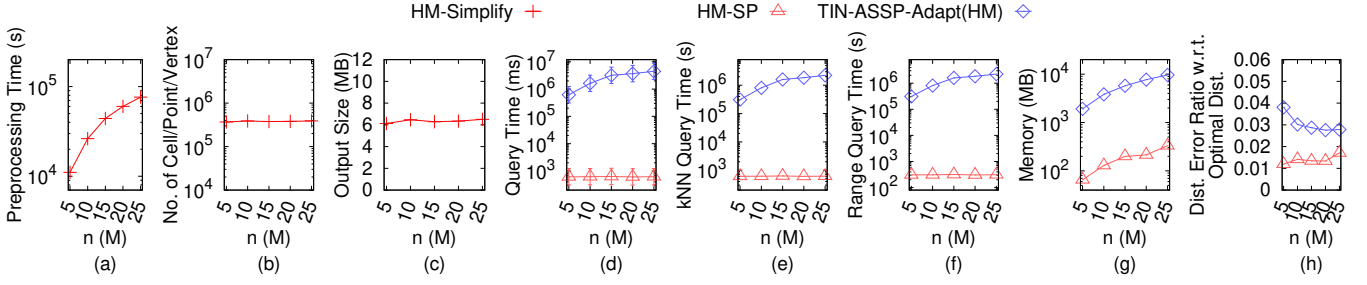 HM-Simplify HM-SP TIN-ASSP-Adapt(HM)
Preprocessing Time (s)
10^5
10^4
5 10 15 20 25
n (M)
(a)
No. of Cell/Point/Vertex
10^7
10^6
10^5
10^4
5 10 15 20 25
n (M)
(b)
Output Size (MB)
12
10
8
6
4
2
0
5 10 15 20 25
n (M)
(c)
Query Time (ms)
10^7
10^6
10^5
10^4
10^3
5 10 15 20 25
n (M)
(d)
kNN Query Time (s)
10^6
10^5
10^4
10^3
5 10 15 20 25
n (M)
(e)
Range Query Time (s)
10^6
10^5
10^4
10^3
10^2
5 10 15 20 25
n (M)
(f)
Memory (MB)
10^4
10^3
10^2
5 10 15 20 25
n (M)
(g)
Dist. Error Ratio w.r.t.
Optimal Dist.
0.06
0.05
0.04
0.03
0.02
0.01
0
5 10 15 20 25
n (M)
(h)